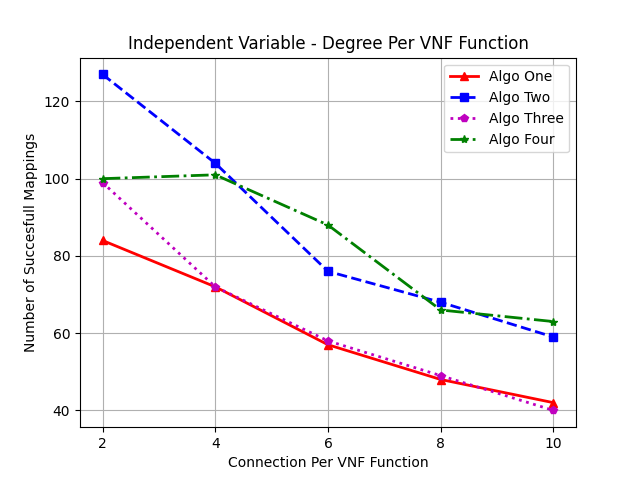 Independent Variable - Degree Per VNF Function
Algo One
Algo Two
Algo Three
Algo Four
120
100
80
60
40
Number of Succesfull Mappings
2 4 6 8 10
Connection Per VNF Function